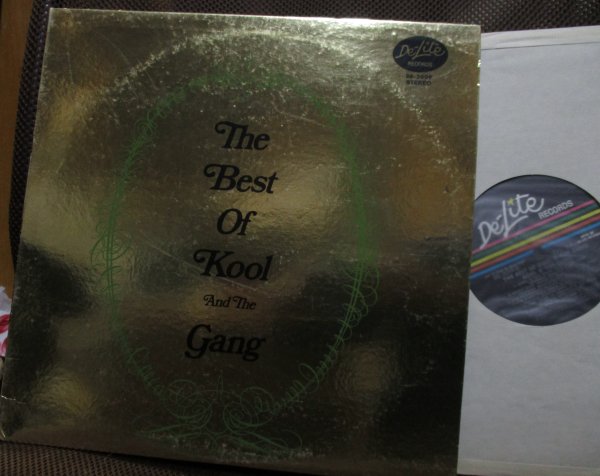 De-Lite
RECORDS
STEREO
The
Best
Of
Kool
And The
Gang
De-Lite
RECORDS